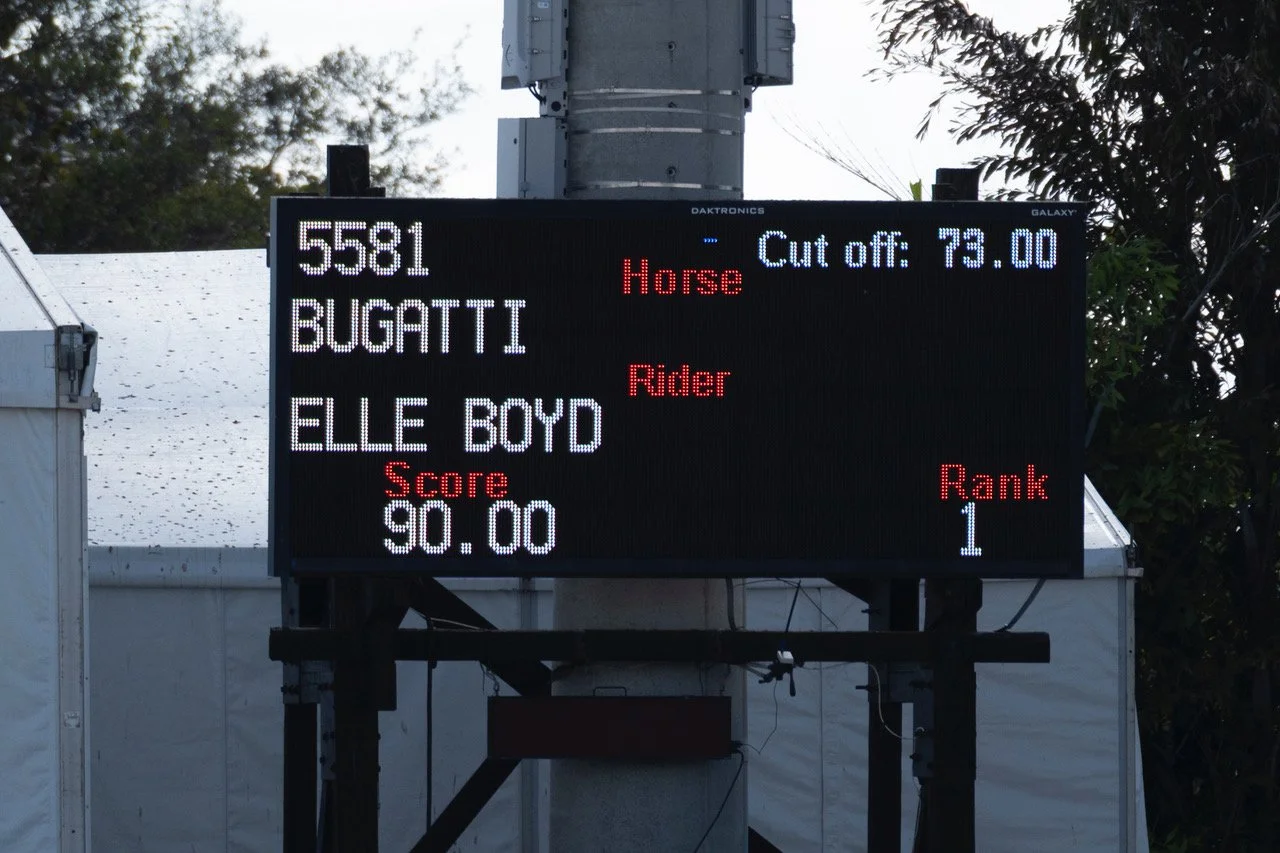 DAKTRONICS GALAXY
5581 Cut off: 73.00
Horse
BUGATTI
Rider
ELLE BOYD
Score Rank
90.00 1